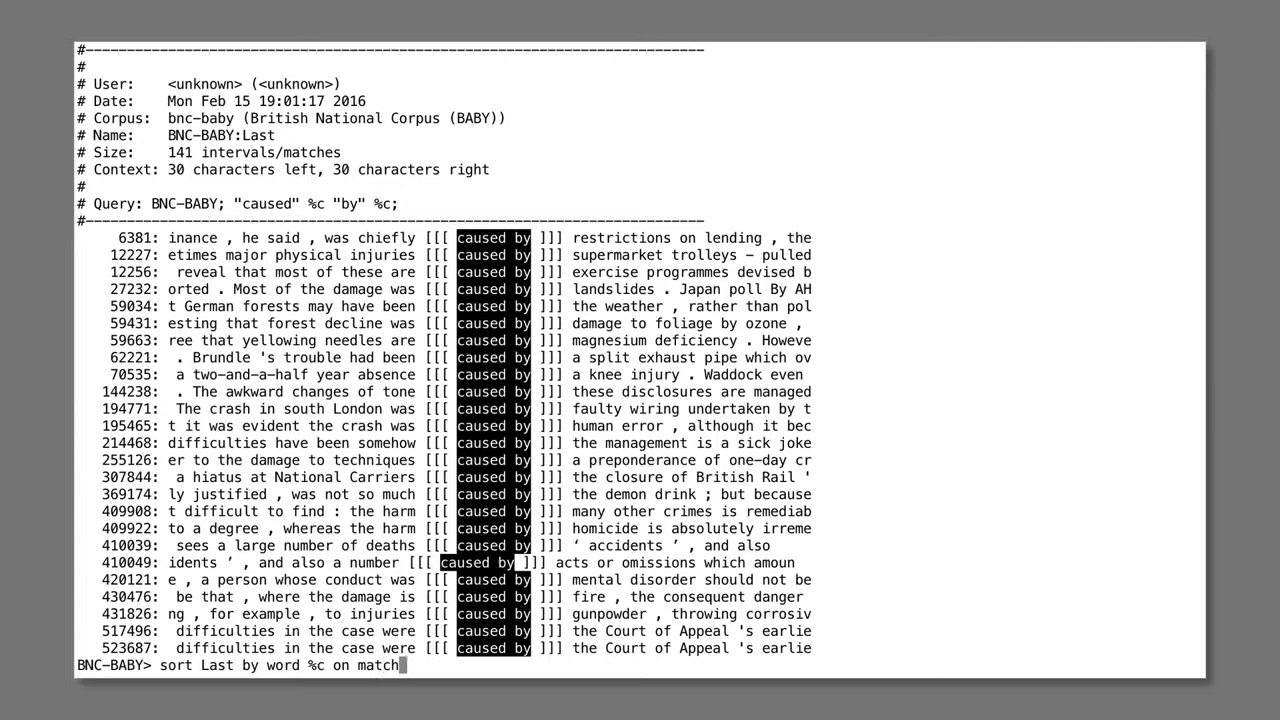 #---------------------------------------------------------------------------
#
# User:    <unknown> (<unknown>)
# Date:    Mon Feb 15 19:01:17 2016
# Corpus:  bnc-baby (British National Corpus (BABY))
# Name:    BNC-BABY:Last
# Size:    141 intervals/matches
# Context: 30 characters left, 30 characters right
#
# Query: BNC-BABY; "caused" %c "by" %c;
#---------------------------------------------------------------------------
6381: inance , he said , was chiefly [[[ caused by ]]] restrictions on lending , the
12227: etimes major physical injuries [[[ caused by ]]] supermarket trolleys - pulled
12256:  reveal that most of these are [[[ caused by ]]] exercise programmes devised b
27232: orted . Most of the damage was [[[ caused by ]]] landslides . Japan poll By AH
59034: t German forests may have been [[[ caused by ]]] the weather , rather than pol
59431: esting that forest decline was [[[ caused by ]]] damage to foliage by ozone ,
59663: ree that yellowing needles are [[[ caused by ]]] magnesium deficiency . Howeve
62221:  . Brundle 's trouble had been [[[ caused by ]]] a split exhaust pipe which ov
70535:  a two-and-a-half year absence [[[ caused by ]]] a knee injury . Waddock even
144238:  . The awkward changes of tone [[[ caused by ]]] these disclosures are managed
194771:  The crash in south London was [[[ caused by ]]] faulty wiring undertaken by t
195465: t it was evident the crash was [[[ caused by ]]] human error , although it bec
214468: difficulties have been somehow [[[ caused by ]]] the management is a sick joke
255126: er to the damage to techniques [[[ caused by ]]] a preponderance of one-day cr
307844:  a hiatus at National Carriers [[[ caused by ]]] the closure of British Rail '
369174: ly justified , was not so much [[[ caused by ]]] the demon drink ; but because
409908: t difficult to find : the harm [[[ caused by ]]] many other crimes is remediab
409922: to a degree , whereas the harm [[[ caused by ]]] homicide is absolutely irreme
410039:  sees a large number of deaths [[[ caused by ]]] ‘ accidents ’ , and also
410049: idents ’ , and also a number [[[ caused by ]]] acts or omissions which amoun
420121: e , a person whose conduct was [[[ caused by ]]] mental disorder should not be
430476:  be that , where the damage is [[[ caused by ]]] fire , the consequent danger
431826: ng , for example , to injuries [[[ caused by ]]] gunpowder , throwing corrosiv
517496:  difficulties in the case were [[[ caused by ]]] the Court of Appeal 's earlie
523687:  difficulties in the case were [[[ caused by ]]] the Court of Appeal 's earlie
BNC-BABY> sort Last by word %c on match